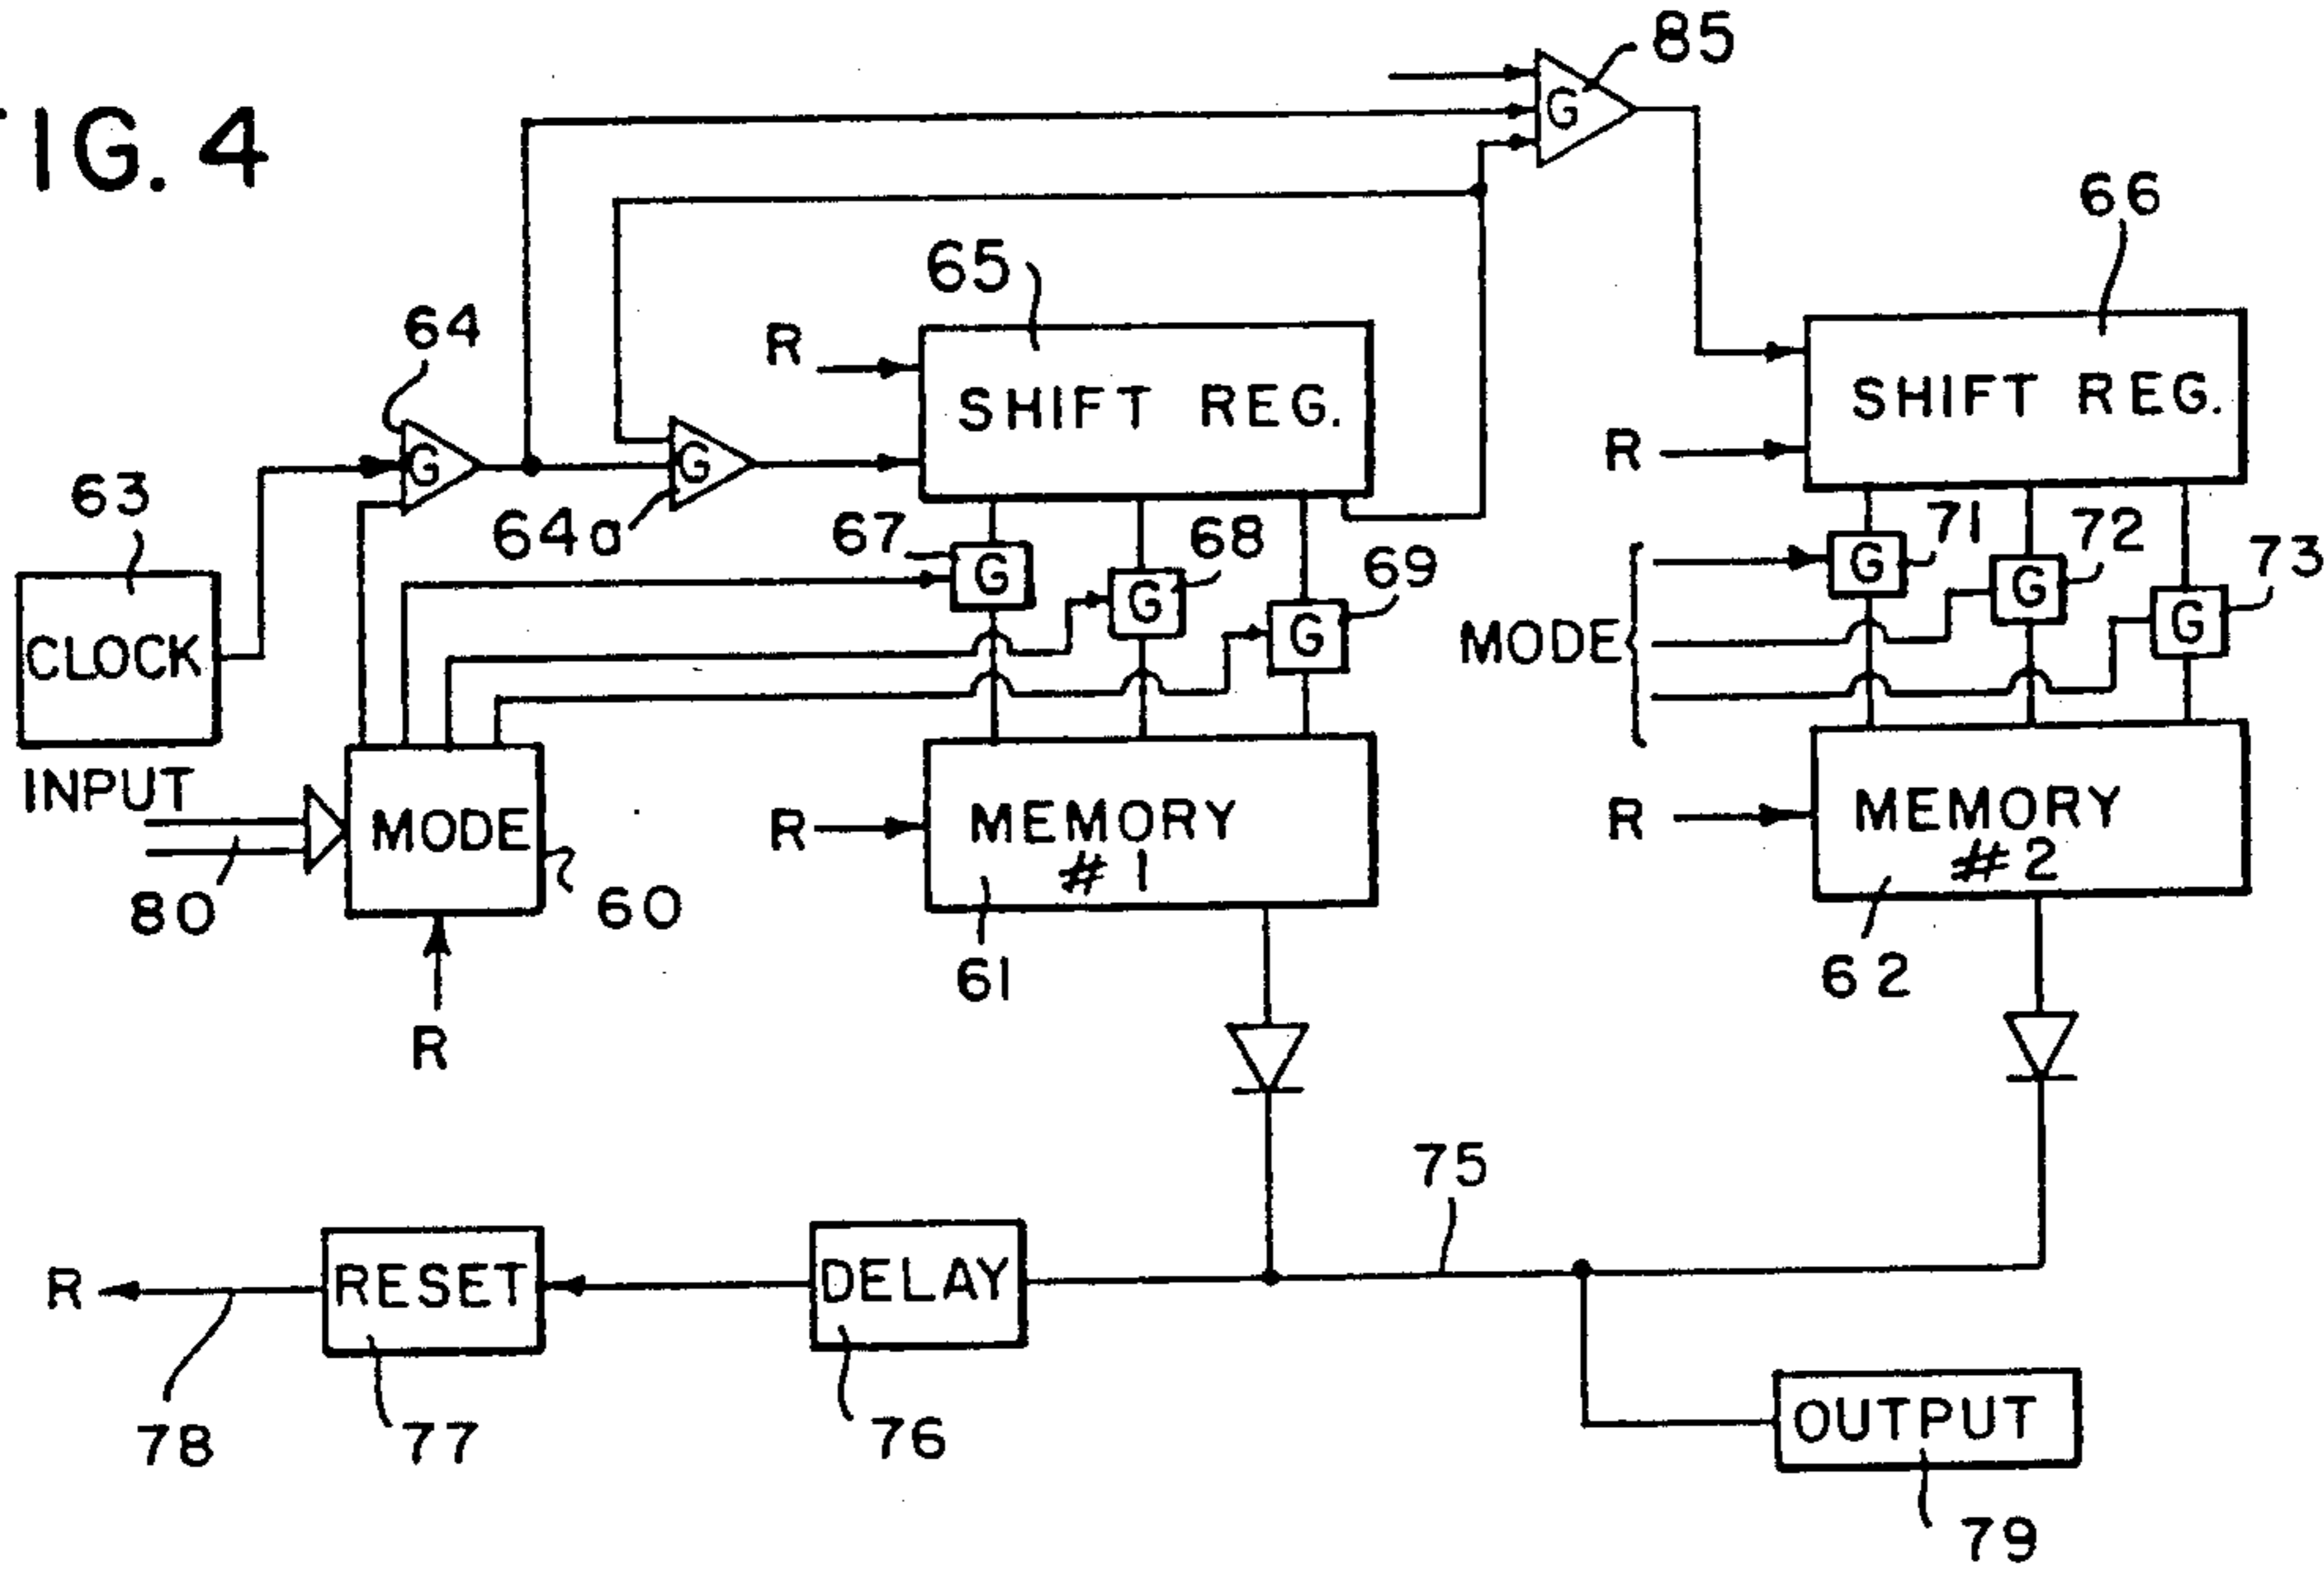 FIG. 4
85
G
66
65
64
R
SHIFT REG.
SHIFT REG.
G
G
R
63
64a
67
68
71
72
G
G
73
69
G
G
G
CLOCK
G
MODE
INPUT
MODE
R
MEMORY
#1
R
MEMORY
#2
80
60
61
62
R
75
R
RESET
DELAY
78
77
76
OUTPUT
79